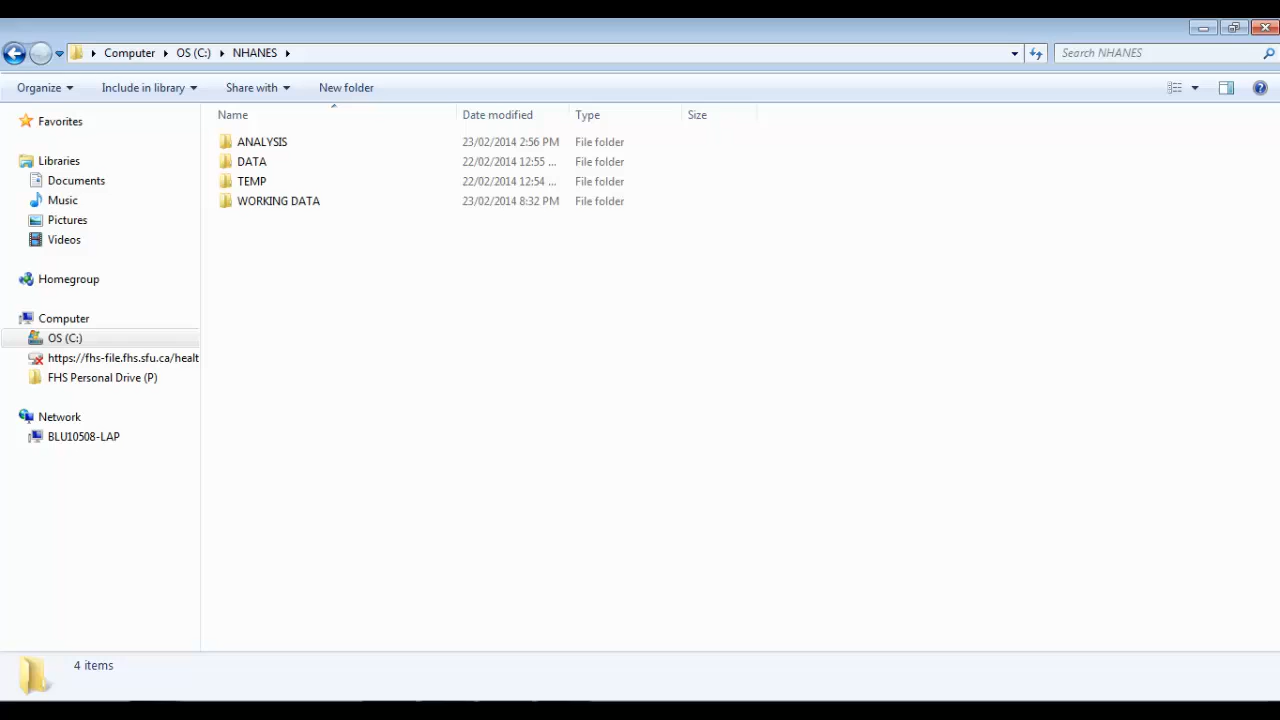 Computer OS (C:) NHANES Search NHANES
Organize Include in library Share with New folder
Name Date modified Type Size
ANALYSIS 23/02/2014 2:56 PM File folder
DATA 22/02/2014 12:55 ... File folder
TEMP 22/02/2014 12:54 ... File folder
WORKING DATA 23/02/2014 8:32 PM File folder
Favorites
Libraries
Documents
Music
Pictures
Videos
Homegroup
Computer
OS (C:)
https://fhs-file.fhs.sfu.ca/healt
FHS Personal Drive (P)
Network
BLU10508-LAP
4 items